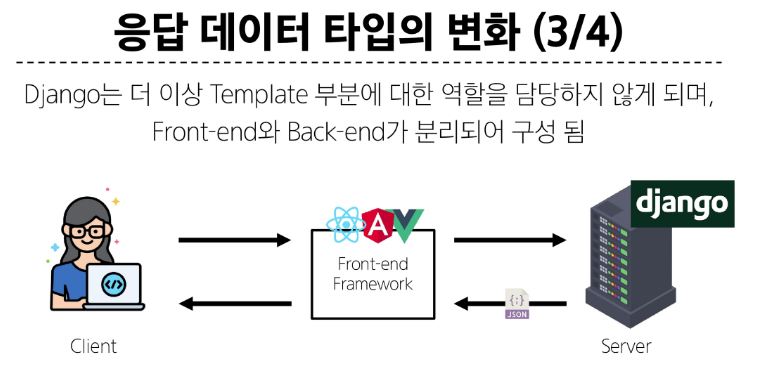 응답 데이터 타입의 변화 (3/4)
Django는 더 이상 Template 부분에 대한 역할을 담당하지 않게 되며,
Front-end와 Back-end가 분리되어 구성 됨
django
</>
Front-end
Framework
{:}
JSON
Client
Server